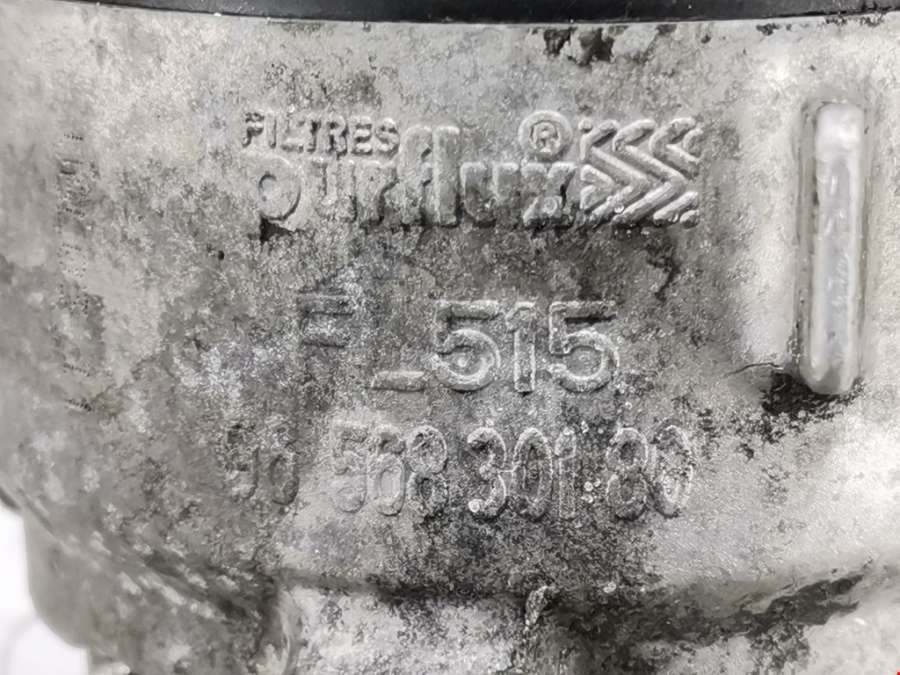 FILTRES
purflux®
F_515
96 568 301 80